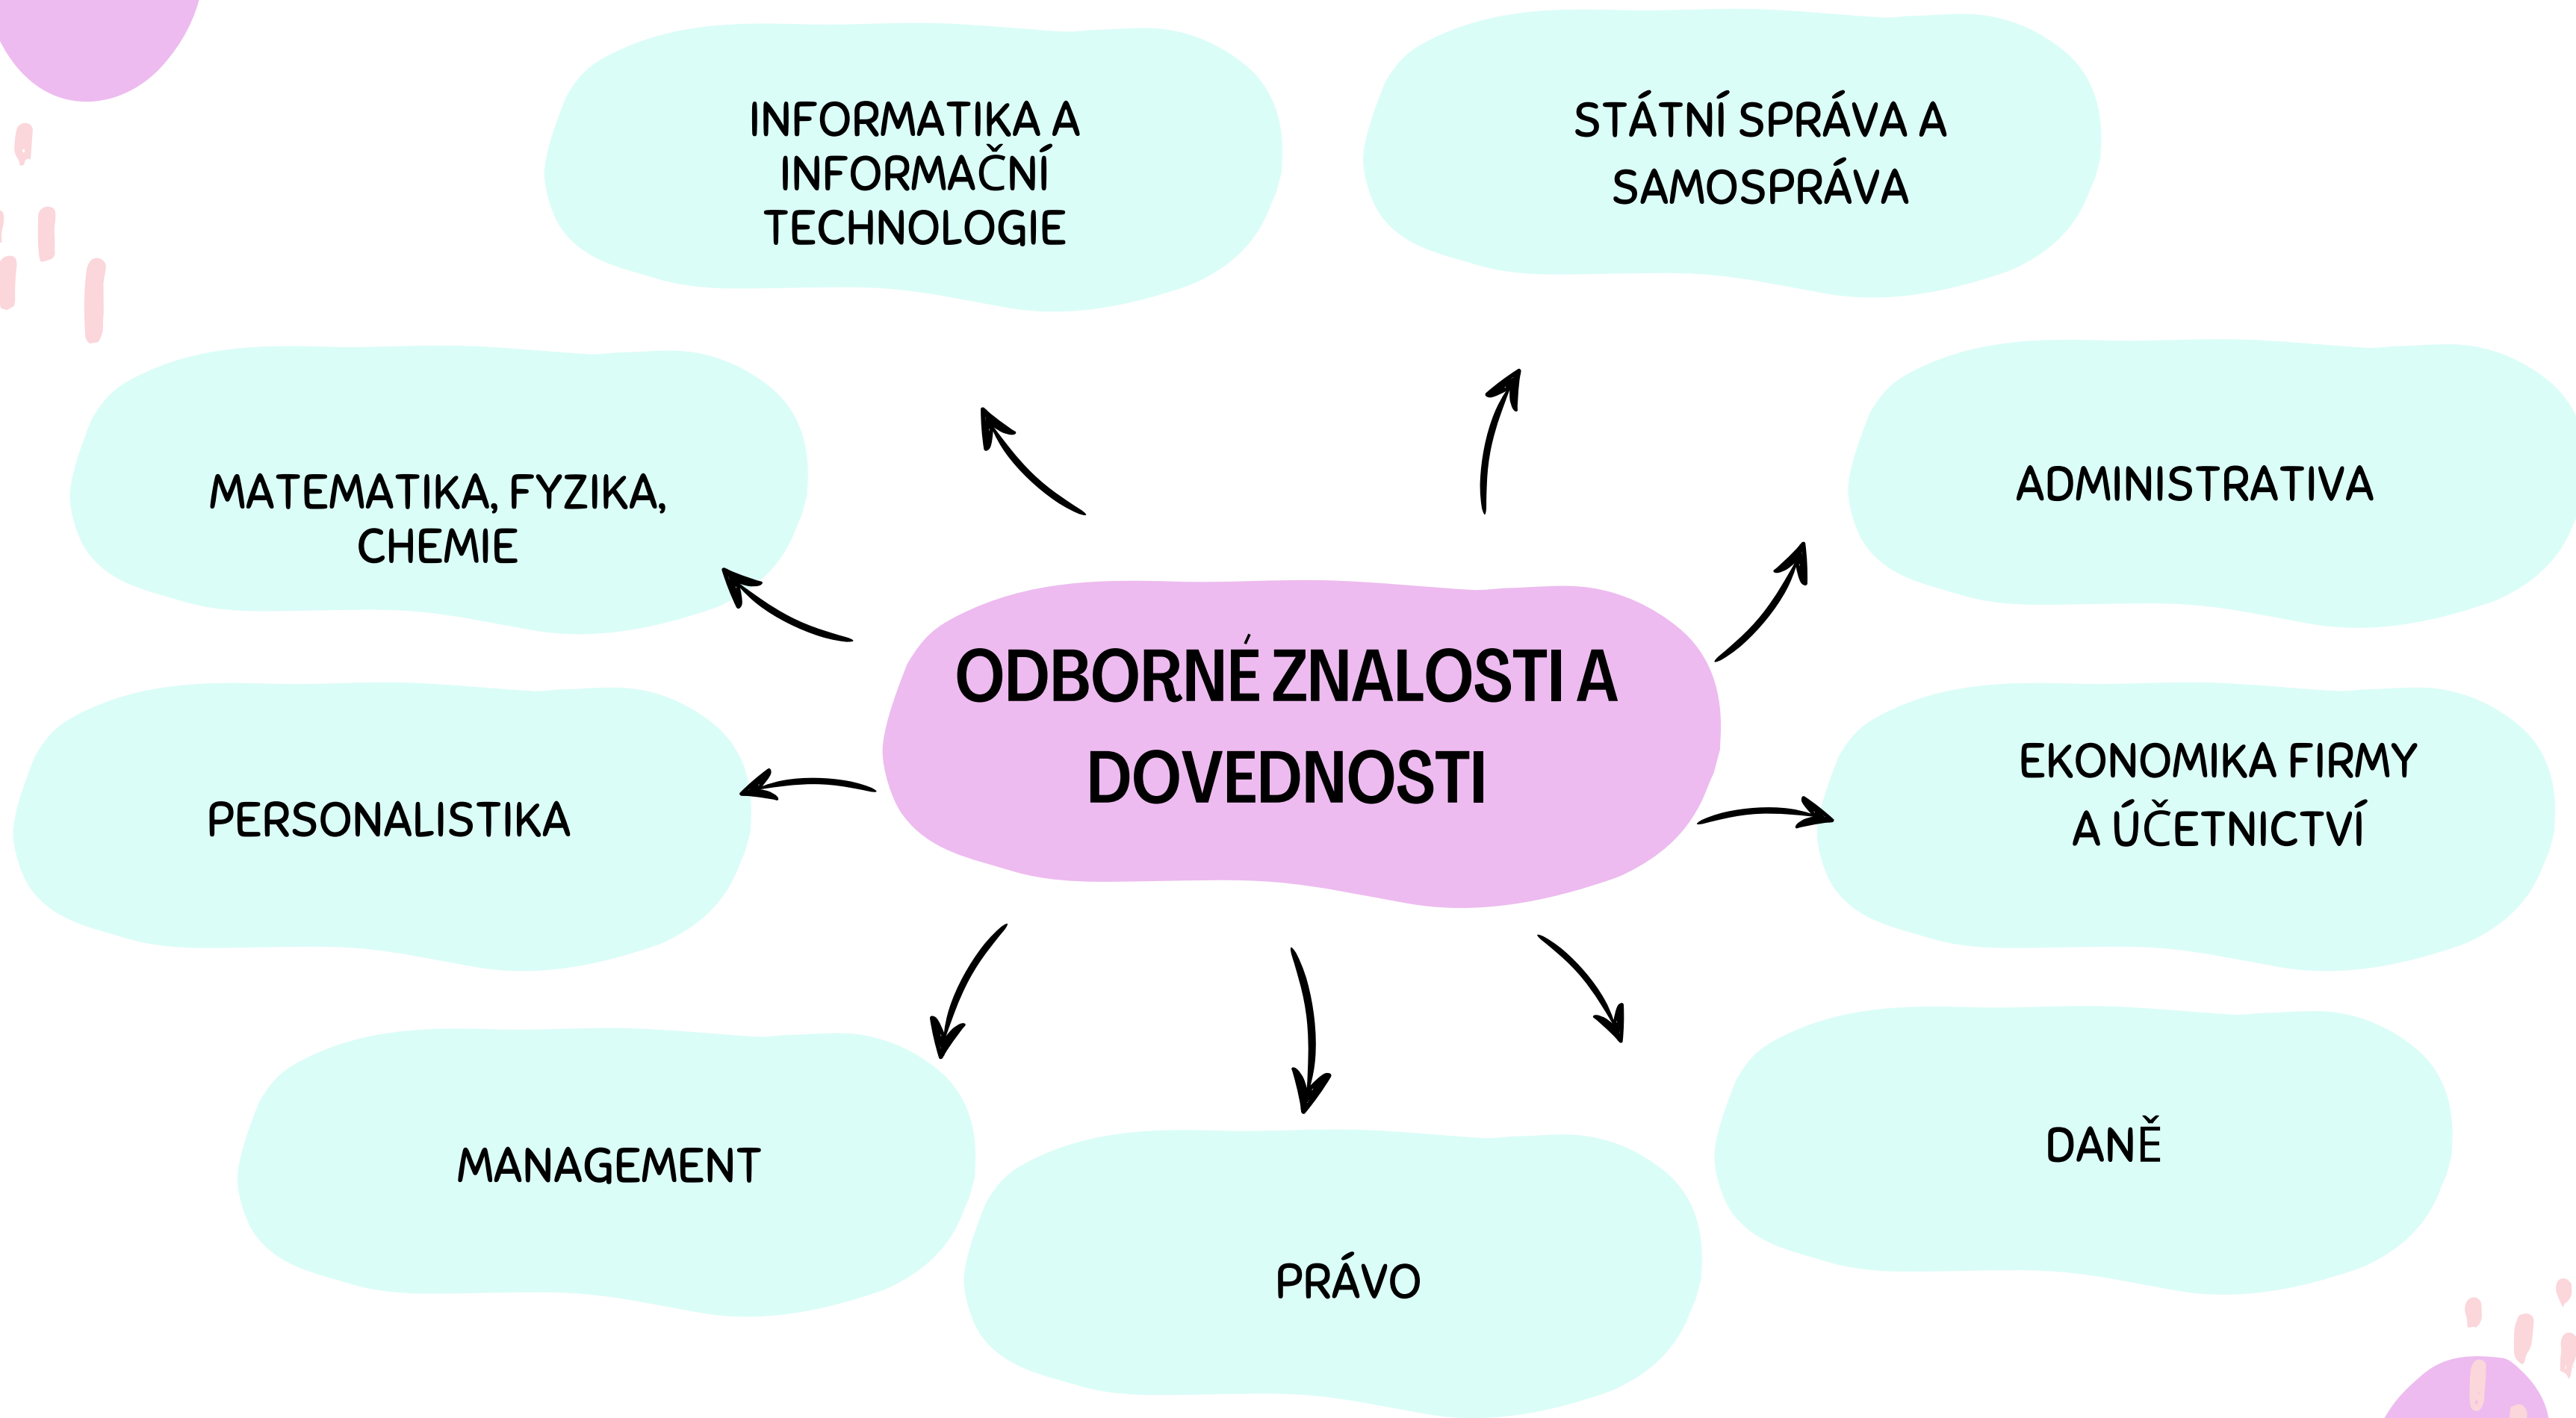 INFORMATIKA A
INFORMAČNÍ
TECHNOLOGIE
STÁTNÍ SPRÁVA A
SAMOSPRÁVA
MATEMATIKA, FYZIKA,
CHEMIE
ADMINISTRATIVA
ODBORNÉ ZNALOSTI A
DOVEDNOSTI
PERSONALISTIKA
EKONOMIKA FIRMY
A ÚČETNICTVÍ
MANAGEMENT
PRÁVO
DANĚ